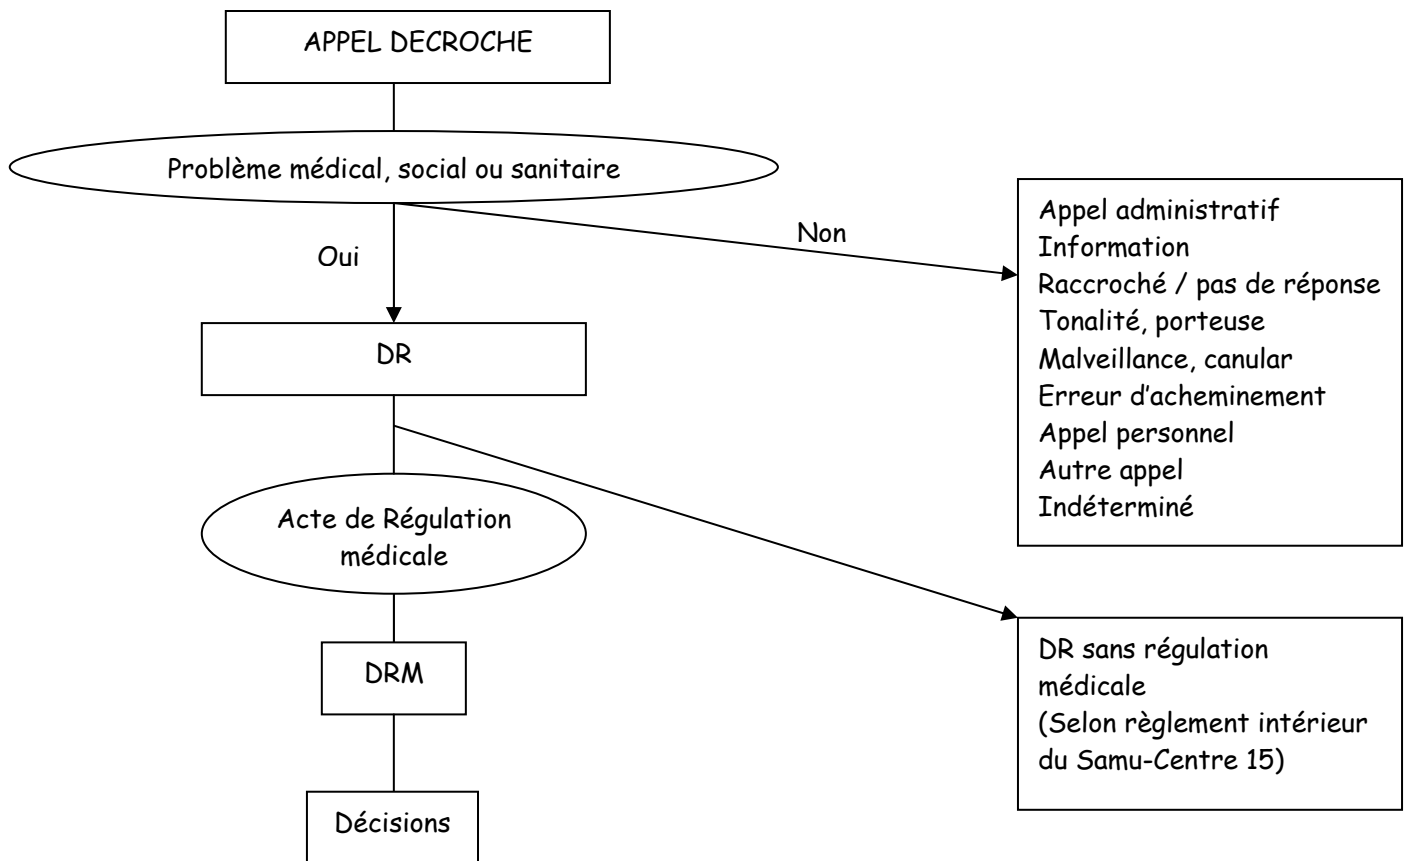 APPEL DECROCHE
Problème médical, social ou sanitaire
Non
Oui
Appel administratif
Information
Raccroché / pas de réponse
Tonalité, porteuse
Malveillance, canular
Erreur d’acheminement
Appel personnel
Autre appel
Indéterminé
DR
Acte de Régulation
médicale
DRM
Décisions
DR sans régulation
médicale
(Selon règlement intérieur
du Samu-Centre 15)